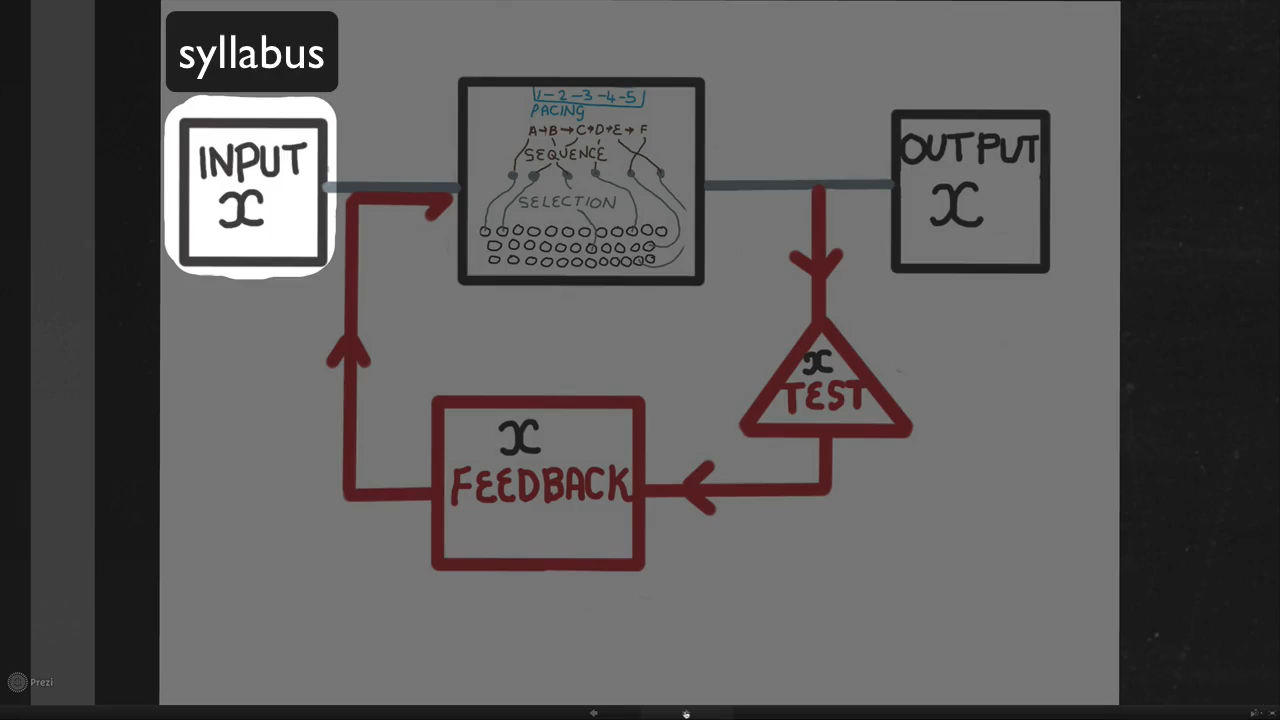 syllabus
INPUT
x
1-2-3-4-5
PACING
A→B→C→D→E→F
SEQUENCE
SELECTION
OUTPUT
x
x
TEST
x
FEEDBACK
Prezi